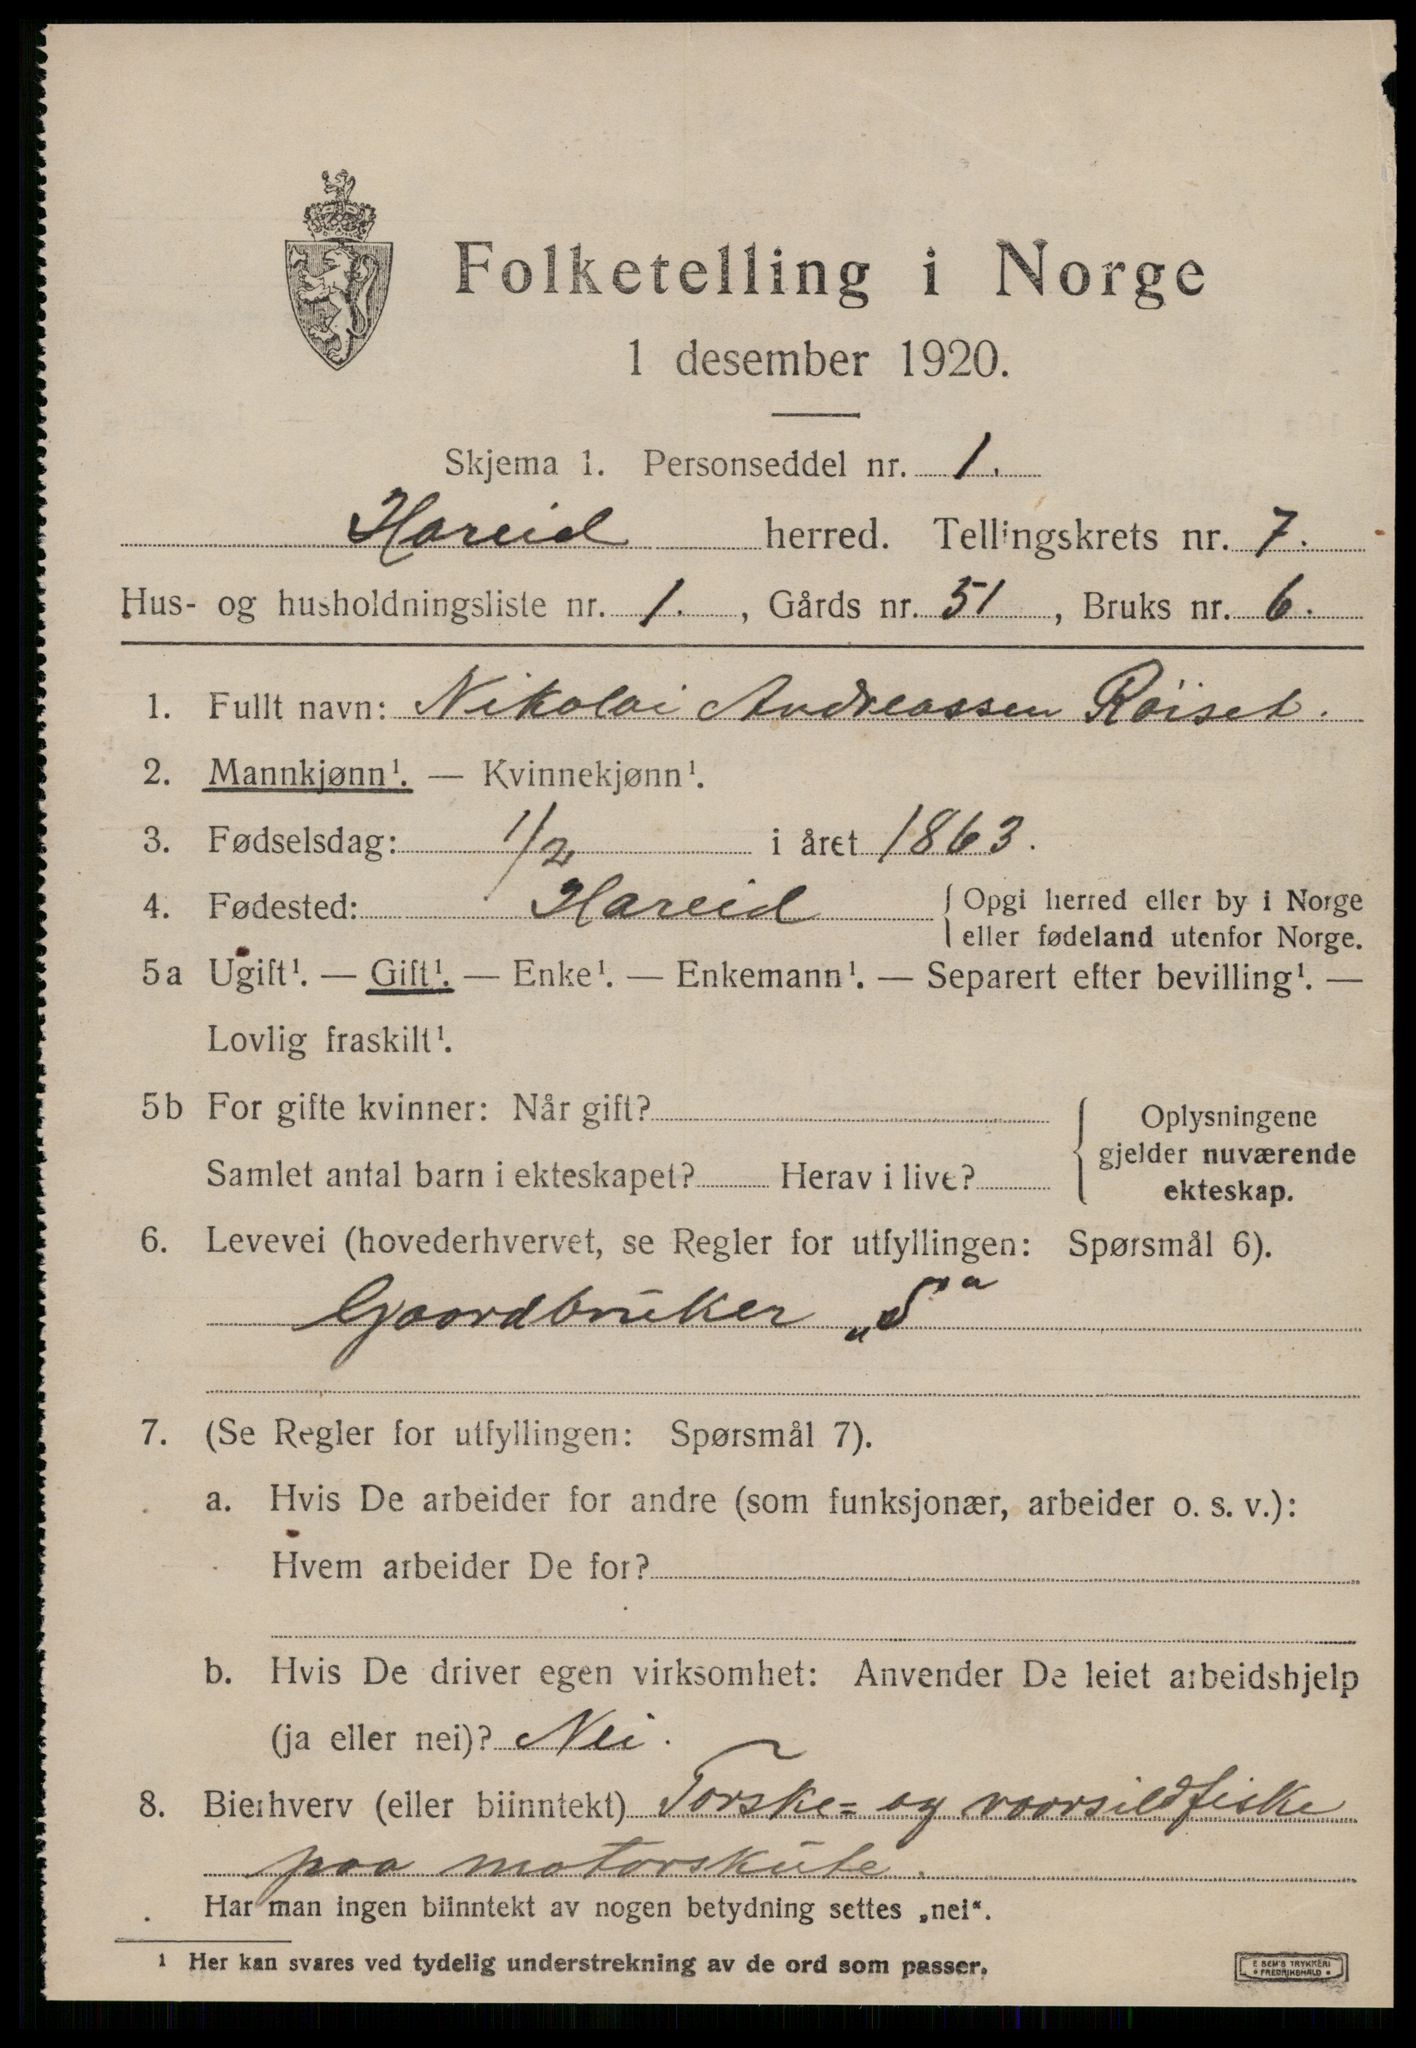 Folketelling i Norge
1 desember 1920.
Skjema 1. Personseddel nr. 1.
Hareid herred. Tellingskrets nr. 7.
Hus- og husholdningsliste nr. 1., Gårds nr. 51, Bruks nr. 6.
1. Fullt navn: Nikolai Andreassen Röiset.
2. Mannkjønn¹. — Kvinnekjønn¹.
3. Fødselsdag: 1/2 i året 1863.
4. Fødested: Hareid { Opgi herred eller by i Norge
eller fødeland utenfor Norge.
5a Ugift¹. — Gift¹. — Enke¹. — Enkemann¹. — Separert efter bevilling¹. —
Lovlig fraskilt¹.
5b For gifte kvinner: Når gift? { Oplysningene
gjelder nuværende
Samlet antal barn i ekteskapet? Herav i live? ekteskap.
6. Levevei (hovederhvervet, se Regler for utfyllingen: Spørsmål 6).
Gaardbruker „S"
7. (Se Regler for utfyllingen: Spørsmål 7).
a. Hvis De arbeider for andre (som funksjonær, arbeider o. s. v.):
Hvem arbeider De for?
b. Hvis De driver egen virksomhet: Anvender De leiet arbeidshjelp
(ja eller nei)? Nei.
8. Bierhverv (eller biinntekt) Torske= og vaarsildfiske
paa motorskute.
Har man ingen biinntekt av nogen betydning settes „nei“.
¹ Her kan svares ved tydelig understrekning av de ord som passer.
E SEM'S TRYKKERI
FREDRIKSHALD